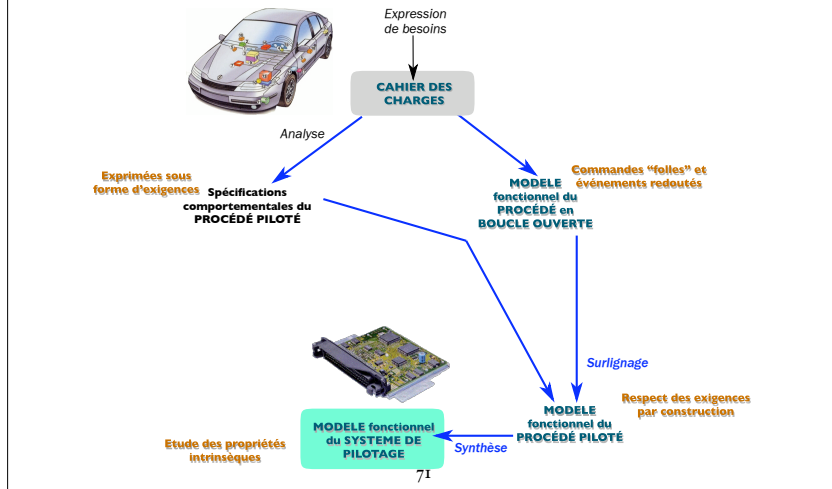 Expression
de besoins
CAHIER DES
CHARGES
Analyse
Exprimées sous
forme d'exigences
Spécifications
comportementales du
PROCÉDÉ PILOTÉ
Commandes “folles” et
événements redoutés
MODELE
fonctionnel du
PROCÉDÉ en
BOUCLE OUVERTE
Surlignage
Respect des exigences
par construction
MODELE
fonctionnel du
PROCÉDÉ PILOTÉ
Synthèse
MODELE fonctionnel
du SYSTEME DE
PILOTAGE
Etude des propriétés
intrinsèques
71